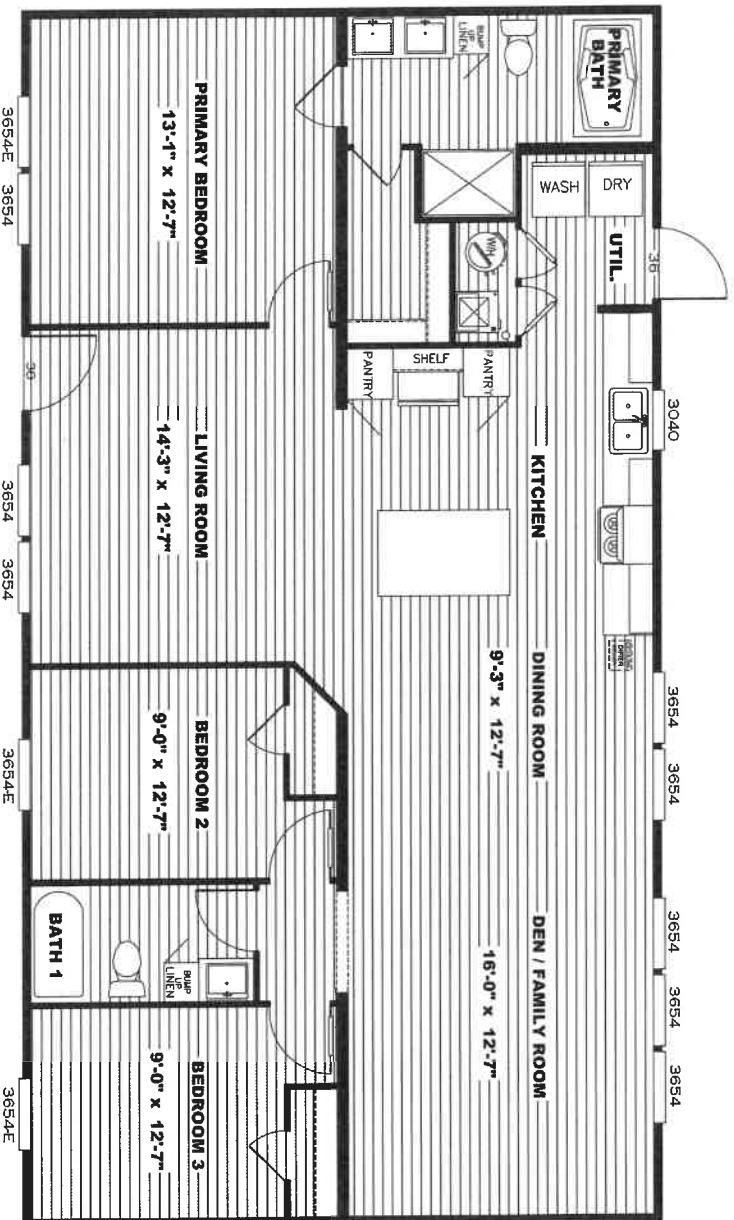 PRIMARY
BATH
BUMP
UP
LINEN
WASH
DRY
UTIL.
36
W/H
PANTRY
SHELF
PANTRY
3040
KITCHEN
DINING ROOM
9'-3" x 12'-7"
DEN / FAMILY ROOM
16'-0" x 12'-7"
3654
3654
3654
3654
3654
PRIMARY BEDROOM
13'-1" x 12'-7"
LIVING ROOM
14'-3" x 12'-7"
BEDROOM 2
9'-0" x 12'-7"
BATH 1
BUMP
UP
LINEN
BEDROOM 3
9'-0" x 12'-7"
3654-E
3654
36
3654
3654
3654-E
3654-E